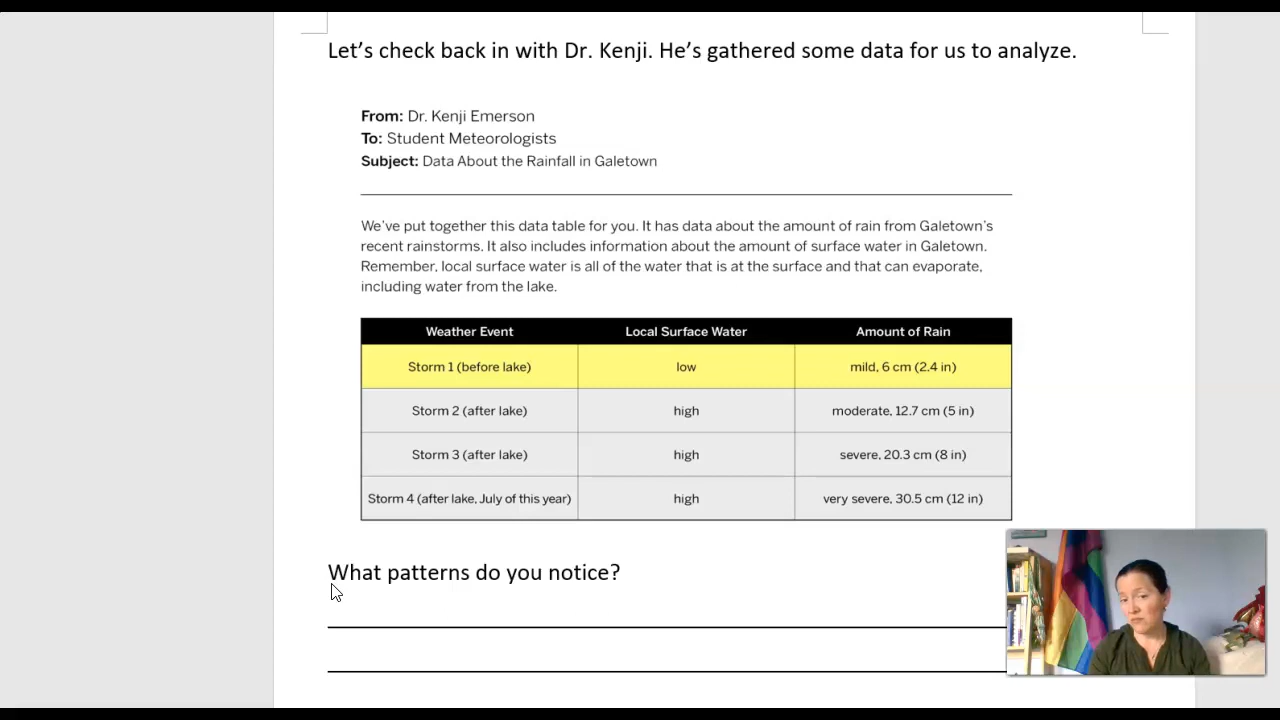 Let's check back in with Dr. Kenji. He's gathered some data for us to analyze.
From: Dr. Kenji Emerson
To: Student Meteorologists
Subject: Data About the Rainfall in Galetown
We've put together this data table for you. It has data about the amount of rain from Galetown's
recent rainstorms. It also includes information about the amount of surface water in Galetown.
Remember, local surface water is all of the water that is at the surface and that can evaporate,
including water from the lake.
Weather Event Local Surface Water Amount of Rain
Storm 1 (before lake) low mild, 6 cm (2.4 in)
Storm 2 (after lake) high moderate, 12.7 cm (5 in)
Storm 3 (after lake) high severe, 20.3 cm (8 in)
Storm 4 (after lake, July of this year) high very severe, 30.5 cm (12 in)
What patterns do you notice?